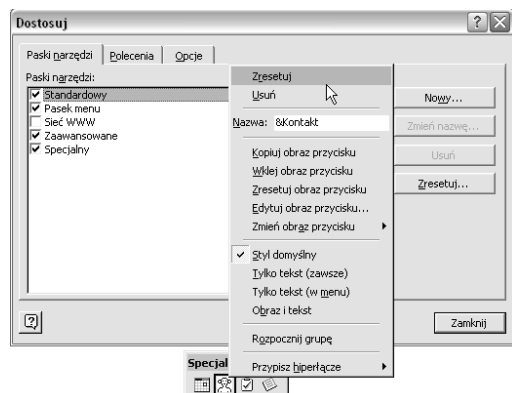 Dostosuj
Paski narzędzi Polecenia Opcje
Paski narzędzi:
Standardowy
Pasek menu
Sieć WWW
Zaawansowane
Specjalny
Nowy...
Zmień nazwę...
Usuń
Zresetuj...
Zamknij
Zresetuj
Usuń
Nazwa: &Kontakt
Kopiuj obraz przycisku
Wklej obraz przycisku
Zresetuj obraz przycisku
Edytuj obraz przycisku...
Zmień obraz przycisku
Styl domyślny
Tylko tekst (zawsze)
Tylko tekst (w menu)
Obraz i tekst
Rozpocznij grupę
Przypisz hiperłącze
Specjal